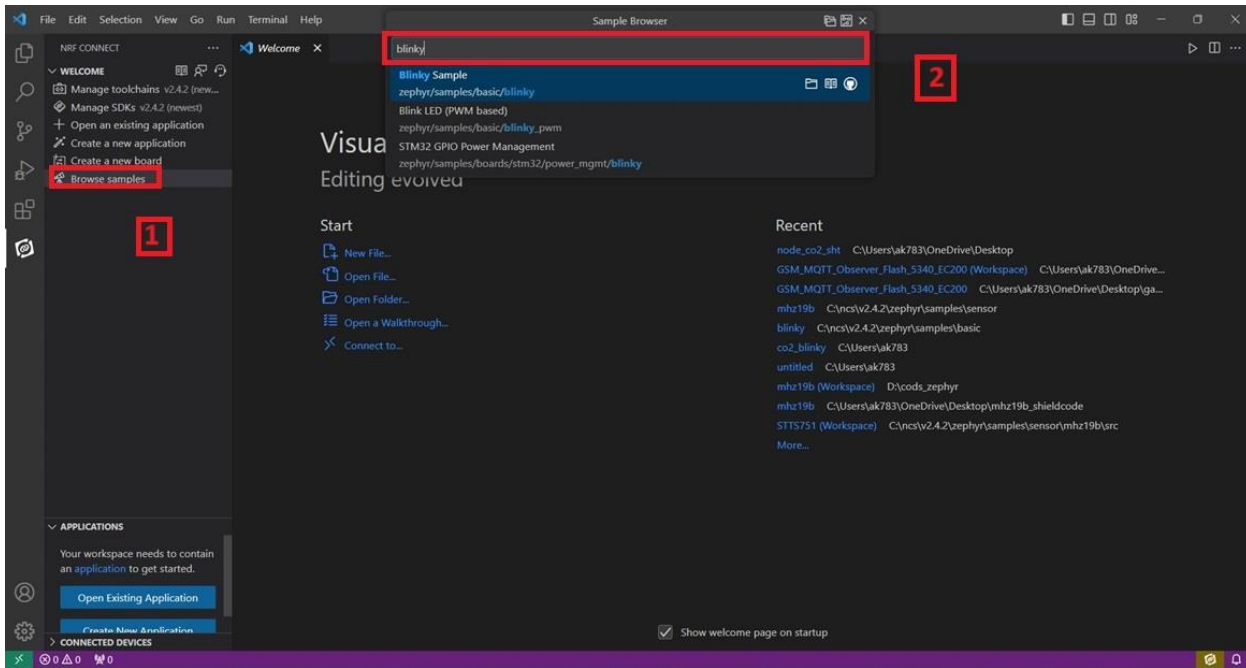 File Edit Selection View Go Run Terminal Help
Sample Browser
NRF CONNECT
Welcome
blinky
WELCOME
Manage toolchains v2.4.2 (new...
Manage SDKs v2.4.2 (newest)
Open an existing application
Create a new application
Create a new board
Browse samples
1
Blinky Sample
zephyr/samples/basic/blinky
Blink LED (PWM based)
zephyr/samples/basic/blinky_pwm
STM32 GPIO Power Management
zephyr/samples/boards/stm32/power_mgmt/blinky
2
Visua
Editing evolved
Start
New File...
Open File...
Open Folder...
Open a Walkthrough...
Connect to...
Recent
node_co2_sht C:\Users\ak783\OneDrive\Desktop
GSM_MQTT_Observer_Flash_5340_EC200 (Workspace) C:\Users\ak783\OneDrive...
GSM_MQTT_Observer_Flash_5340_EC200 C:\Users\ak783\OneDrive\Desktop\ga...
mhz19b C:\ncs\v2.4.2\zephyr\samples\sensor
blinky C:\ncs\v2.4.2\zephyr\samples\basic
co2_blinky C:\Users\ak783
untitled C:\Users\ak783
mhz19b (Workspace) D:\cods_zephyr
mhz19b C:\Users\ak783\OneDrive\Desktop\mhz19b_shieldcode
STTS751 (Workspace) C:\ncs\v2.4.2\zephyr\samples\sensor\mhz19b\src
More...
APPLICATIONS
Your workspace needs to contain
an application to get started.
Open Existing Application
Create New Application
CONNECTED DEVICES
Show welcome page on startup
0 0 0